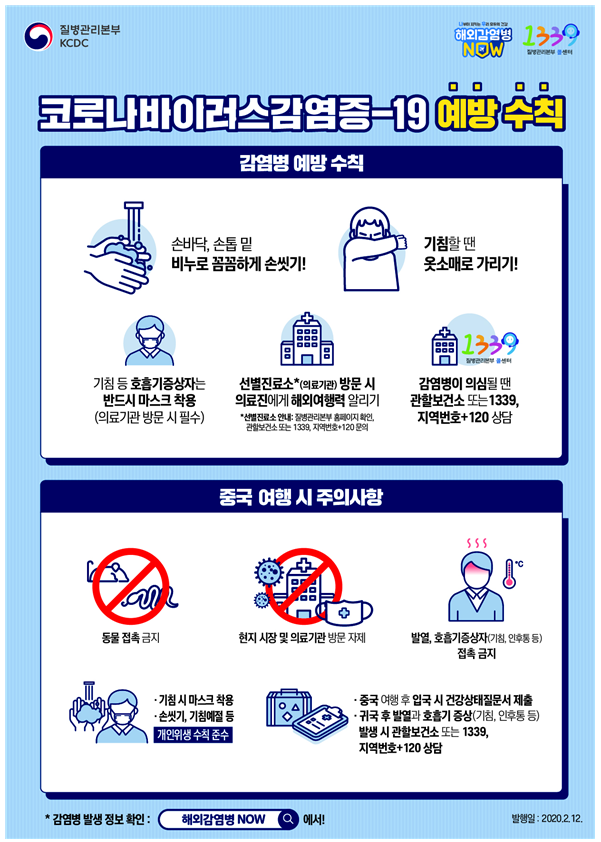 질병관리본부
KCDC
해외감염병
NOW
1339
질병관리본부 콜센터
코로나바이러스감염증-19 예방 수칙
감염병 예방 수칙
손바닥, 손톱 밑
비누로 꼼꼼하게 손씻기!
기침할 땐
옷소매로 가리기!
기침 등 호흡기증상자는
반드시 마스크 착용
(의료기관 방문 시 필수)
선별진료소*(의료기관) 방문 시
의료진에게 해외여행력 알리기
*선별진료소 안내: 질병관리본부 홈페이지 확인,
관할보건소 또는 1339, 지역번호+120 문의
1339
질병관리본부 콜센터
감염병이 의심될 땐
관할보건소 또는 1339,
지역번호+120 상담
중국 여행 시 주의사항
동물 접촉 금지
현지 시장 및 의료기관 방문 자제
°C
발열, 호흡기증상자(기침, 인후통 등)
접촉 금지
· 기침 시 마스크 착용
· 손씻기, 기침예절 등
개인위생 수칙 준수
· 중국 여행 후 입국 시 건강상태질문서 제출
· 귀국 후 발열과 호흡기 증상(기침, 인후통 등)
발생 시 관할보건소 또는 1339,
지역번호+120 상담
* 감염병 발생 정보 확인 : 해외감염병 NOW 에서!
발행일 : 2020.2.12.